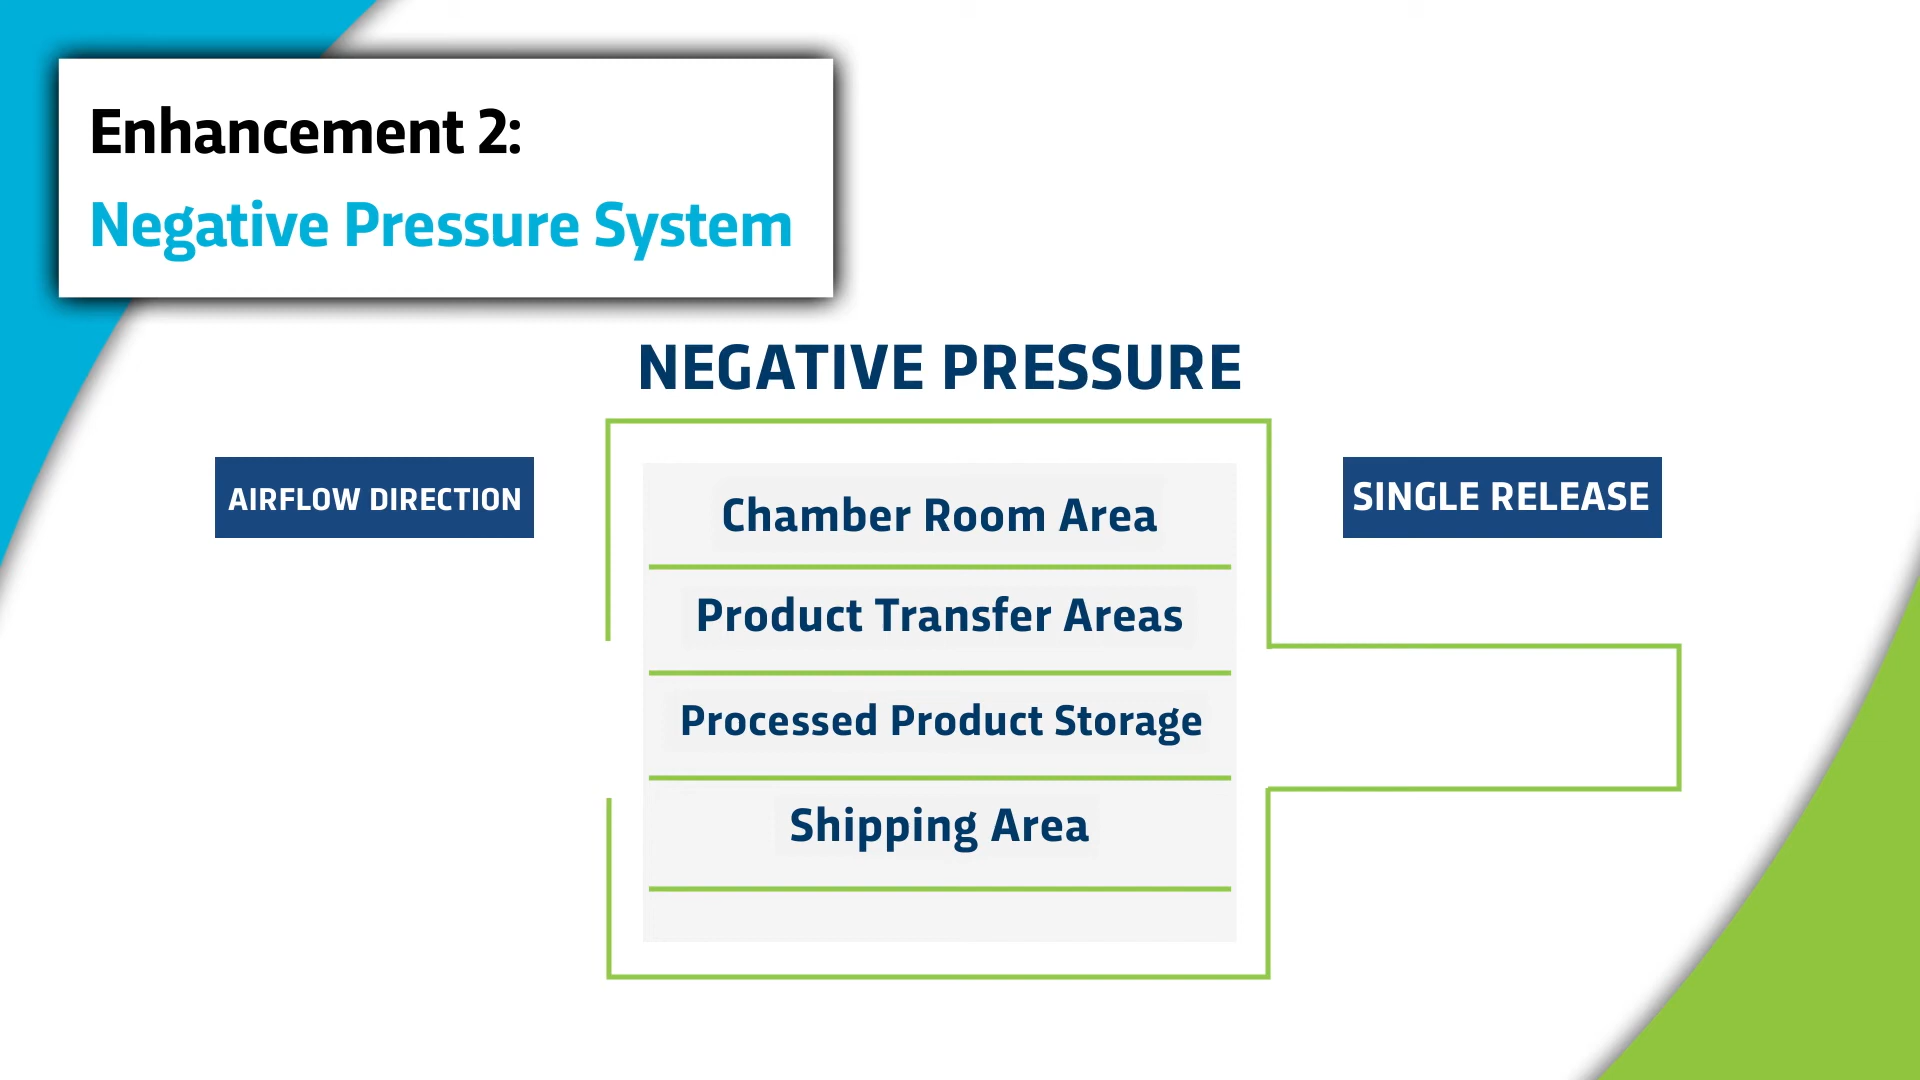 Enhancement 2:
Negative Pressure System
NEGATIVE PRESSURE
AIRFLOW DIRECTION
Chamber Room Area
Product Transfer Areas
Processed Product Storage
Shipping Area
SINGLE RELEASE